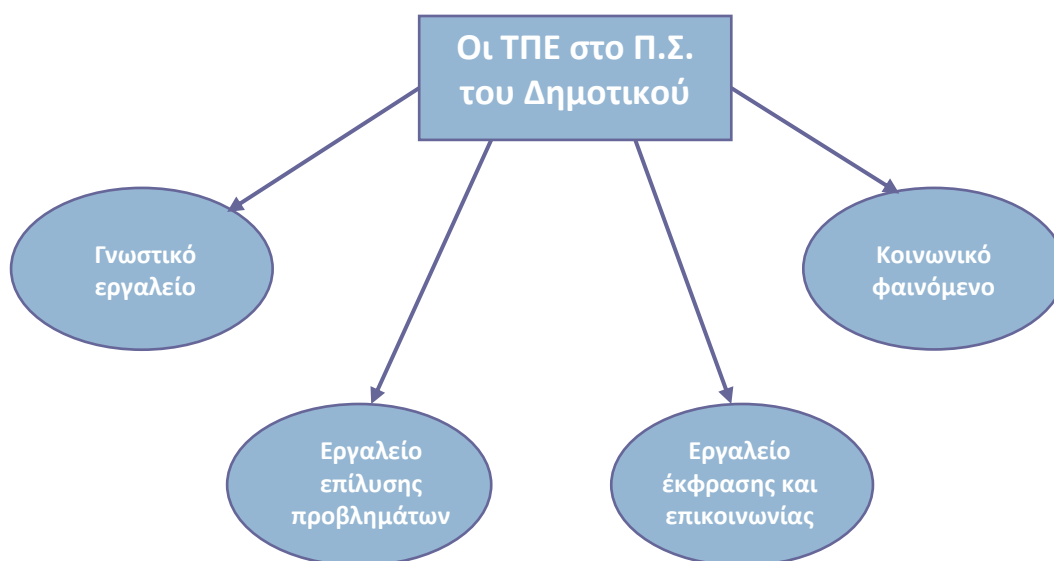 Οι ΤΠΕ στο Π.Σ.
του Δημοτικού
Γνωστικό
εργαλείο
Κοινωνικό
φαινόμενο
Εργαλείο
επίλυσης
προβλημάτων
Εργαλείο
έκφρασης και
επικοινωνίας